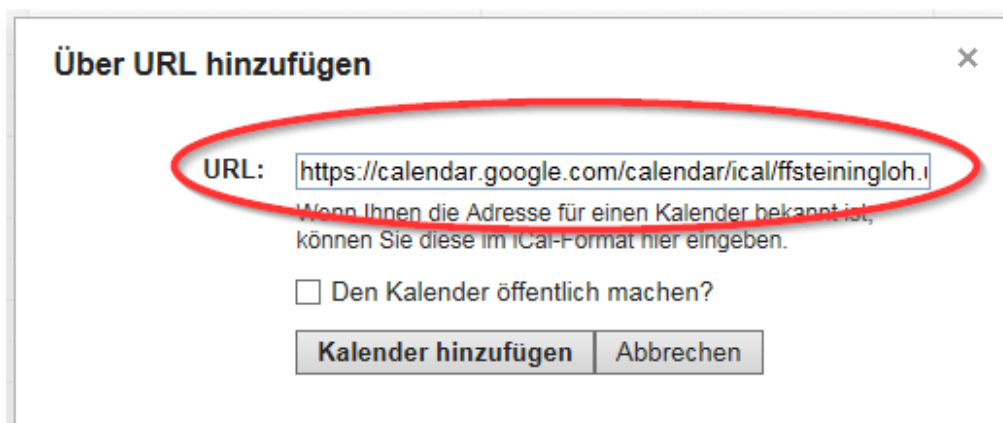 Über URL hinzufügen
URL: https://calendar.google.com/calendar/ical/ffsteiningloh.
Wenn Ihnen die Adresse für einen Kalender bekannt ist,
können Sie diese im iCal-Format hier eingeben.
Den Kalender öffentlich machen?
Kalender hinzufügen Abbrechen